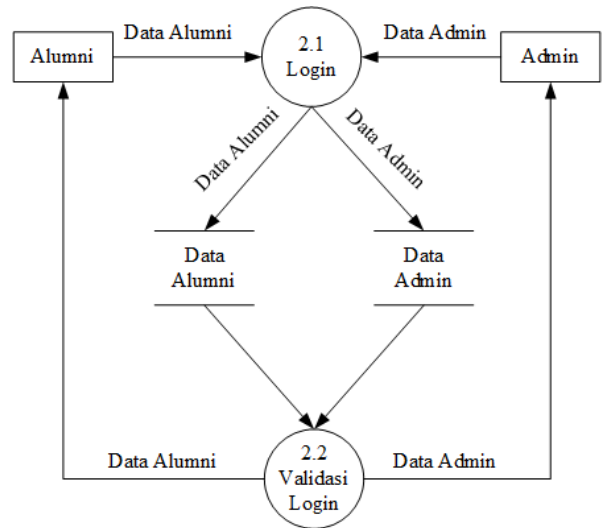 Data Alumni
Data Admin
Alumni
2.1
Login
Admin
Data Alumni
Data Admin
Data
Alumni
Data
Admin
Data Alumni
2.2
Validasi
Login
Data Admin